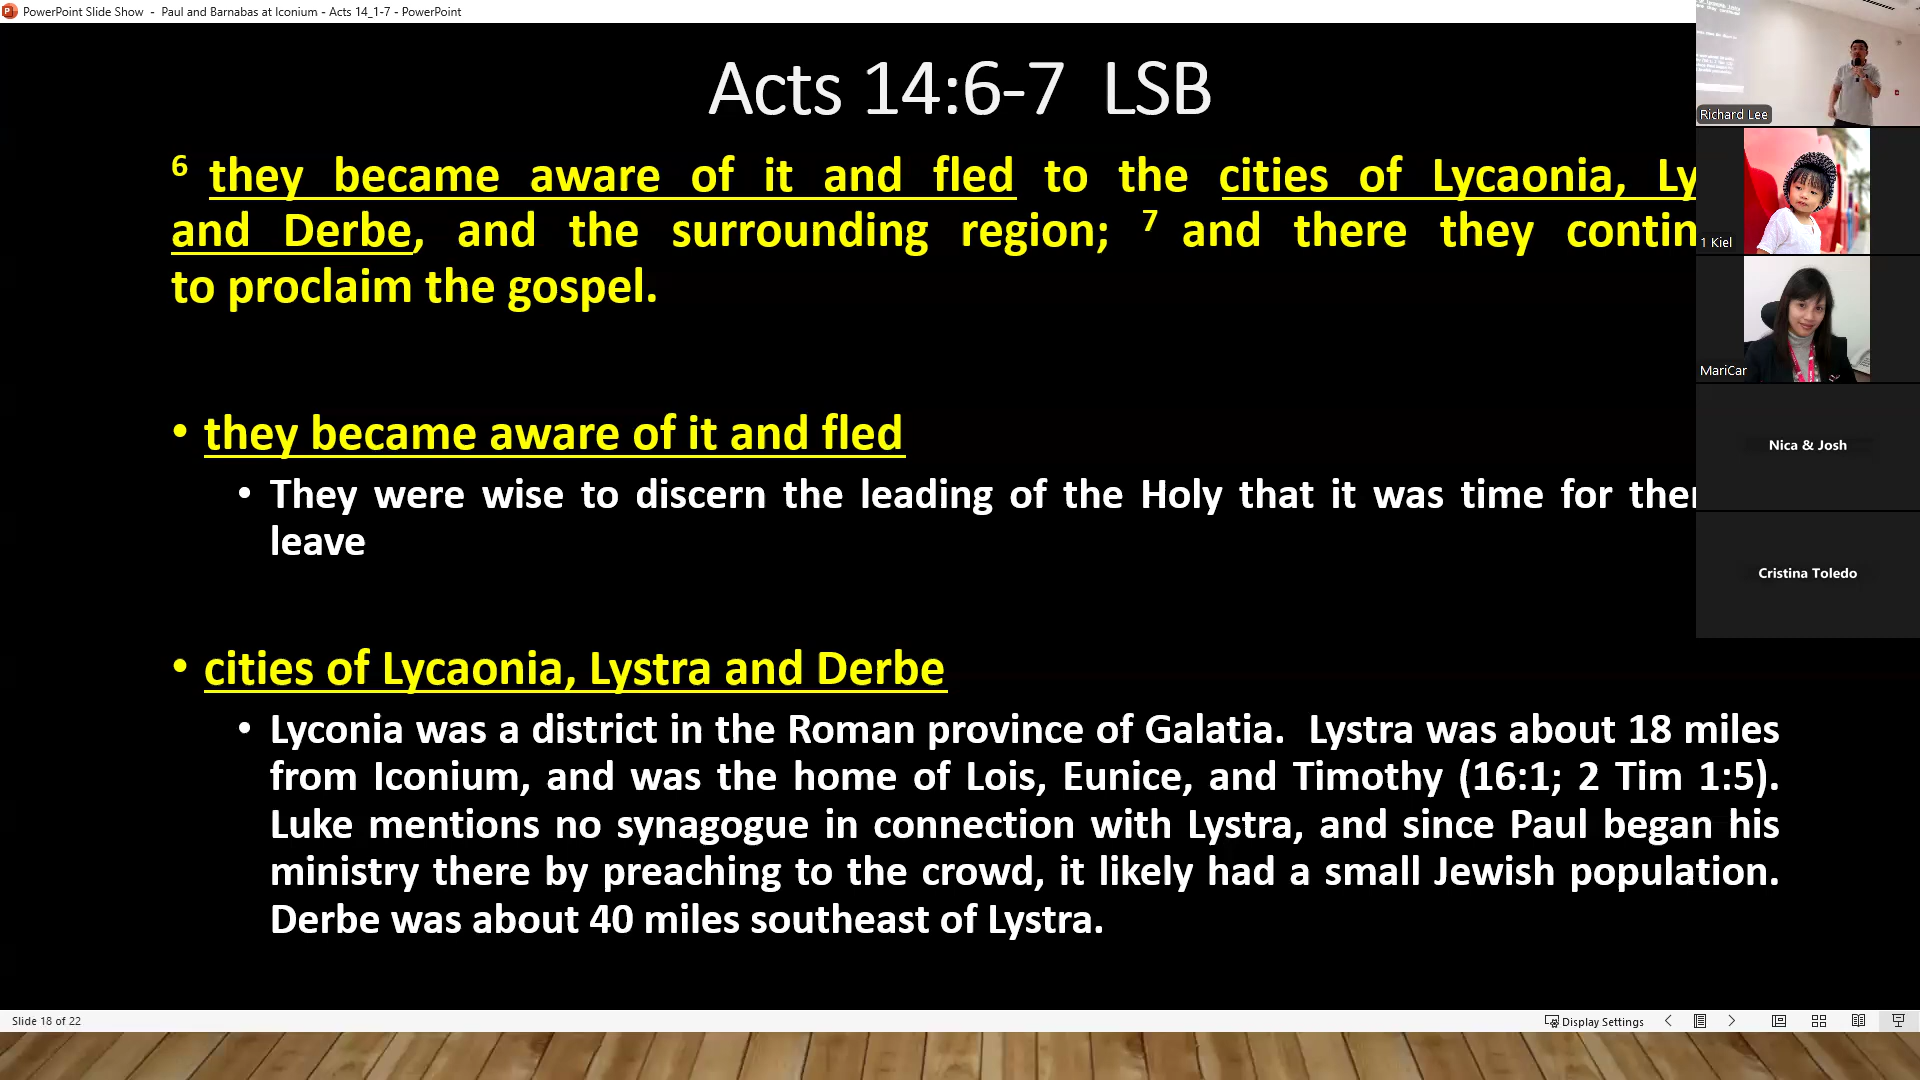 PowerPoint Slide Show - Paul and Barnabas at Iconium - Acts 14_1-7 - PowerPoint
Acts 14:6-7 LSB
6 they became aware of it and fled to the cities of Lycaonia, Ly
and Derbe, and the surrounding region; 7 and there they contin
to proclaim the gospel.
• they became aware of it and fled
• They were wise to discern the leading of the Holy that it was time for
leave
• cities of Lycaonia, Lystra and Derbe
• Lyconia was a district in the Roman province of Galatia. Lystra was about 18 miles
from Iconium, and was the home of Lois, Eunice, and Timothy (16:1; 2 Tim 1:5).
Luke mentions no synagogue in connection with Lystra, and since Paul began his
ministry there by preaching to the crowd, it likely had a small Jewish population.
Derbe was about 40 miles southeast of Lystra.
Richard Lee
1 Kiel
MariCar
Nica & Josh
Cristina Toledo
Slide 18 of 22
Display Settings